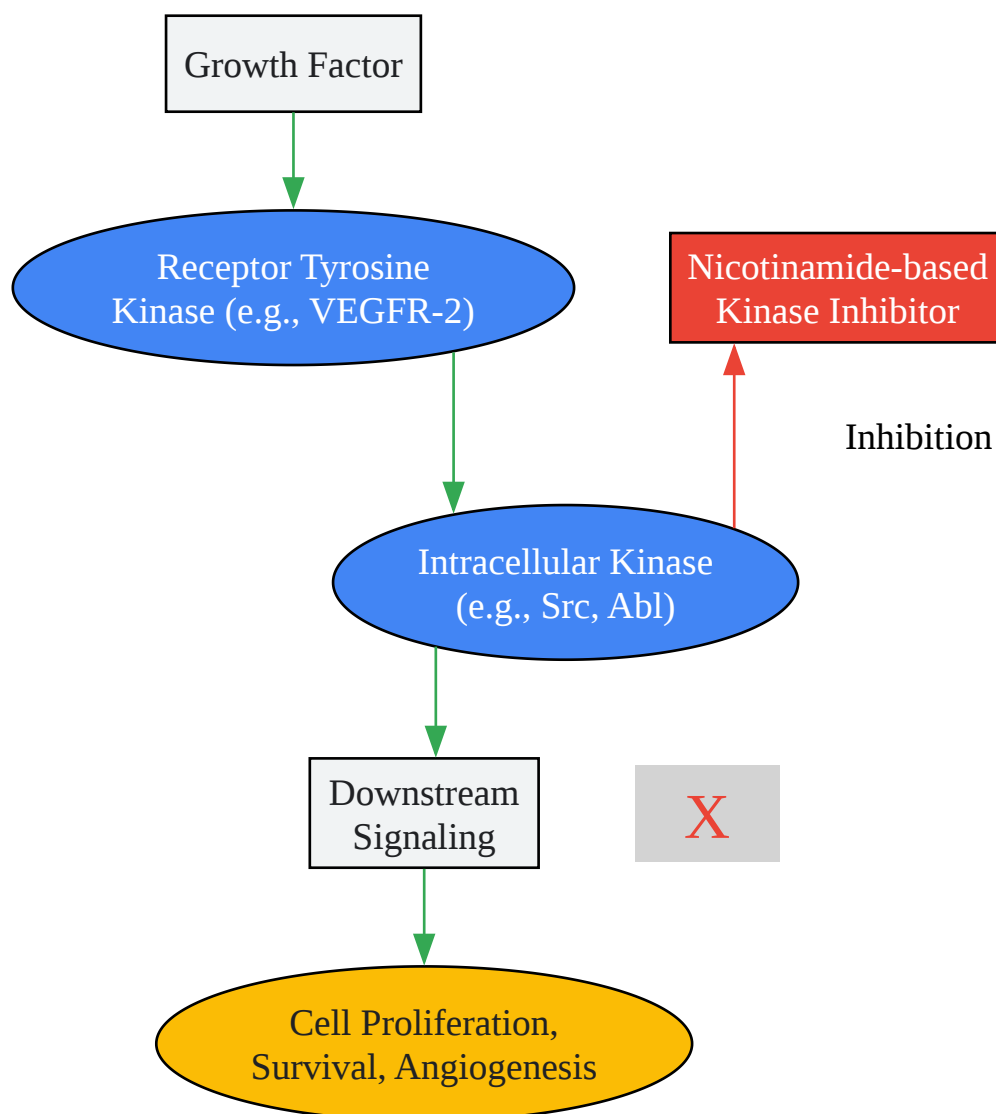 Growth Factor
Receptor Tyrosine
Kinase (e.g., VEGFR-2)
Nicotinamide-based
Kinase Inhibitor
Inhibition
Intracellular Kinase
(e.g., Src, Abl)
Downstream
Signaling
X
Cell Proliferation,
Survival, Angiogenesis